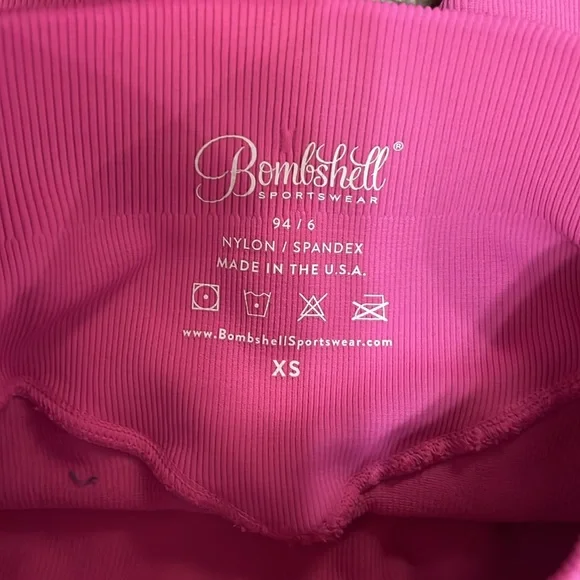 Bombshell®
SPORTSWEAR
94 / 6
NYLON / SPANDEX
MADE IN THE U.S.A.
www.BombshellSportswear.com
XS